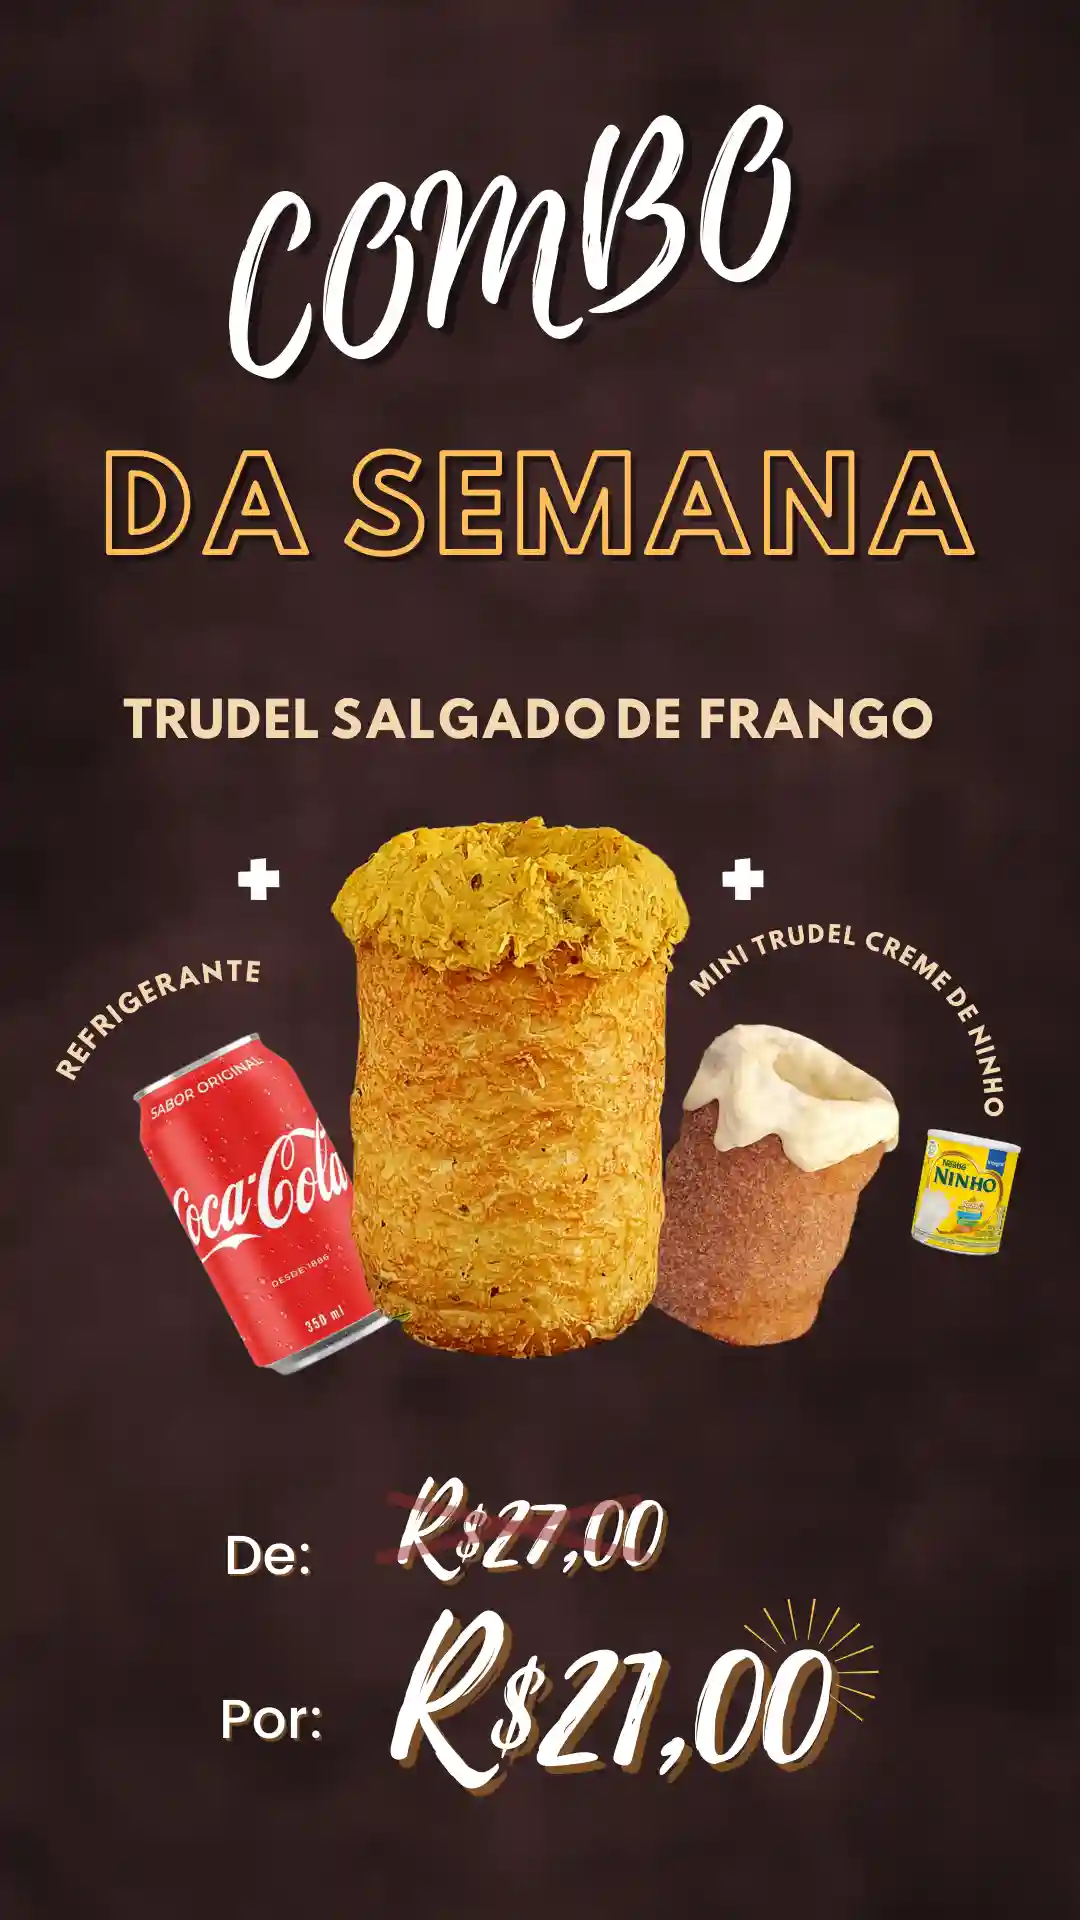 COMBO
DA SEMANA
TRUDEL SALGADO DE FRANGO
REFRIGERANTE
MINI TRUDEL CREME DE NINHO
SABOR ORIGINAL
Coca-Cola
DESDE 1886
350 ml
Nestlé
NINHO
Integral
De: R$27,00
Por: R$21,00